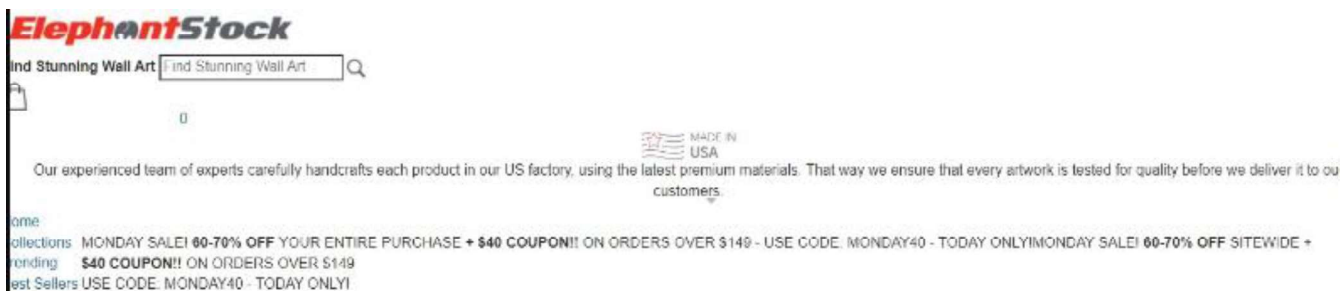 ElephantStock
ind Stunning Wall Art Find Stunning Wall Art
0
MADE IN
USA
Our experienced team of experts carefully handcrafts each product in our US factory, using the latest premium materials. That way we ensure that every artwork is tested for quality before we deliver it to ou
customers.
ome
ollections MONDAY SALE! 60-70% OFF YOUR ENTIRE PURCHASE + $40 COUPON!! ON ORDERS OVER $149 - USE CODE: MONDAY40 - TODAY ONLY!MONDAY SALE! 60-70% OFF SITEWIDE +
rending $40 COUPON!! ON ORDERS OVER $149
est Sellers USE CODE: MONDAY40 - TODAY ONLY!